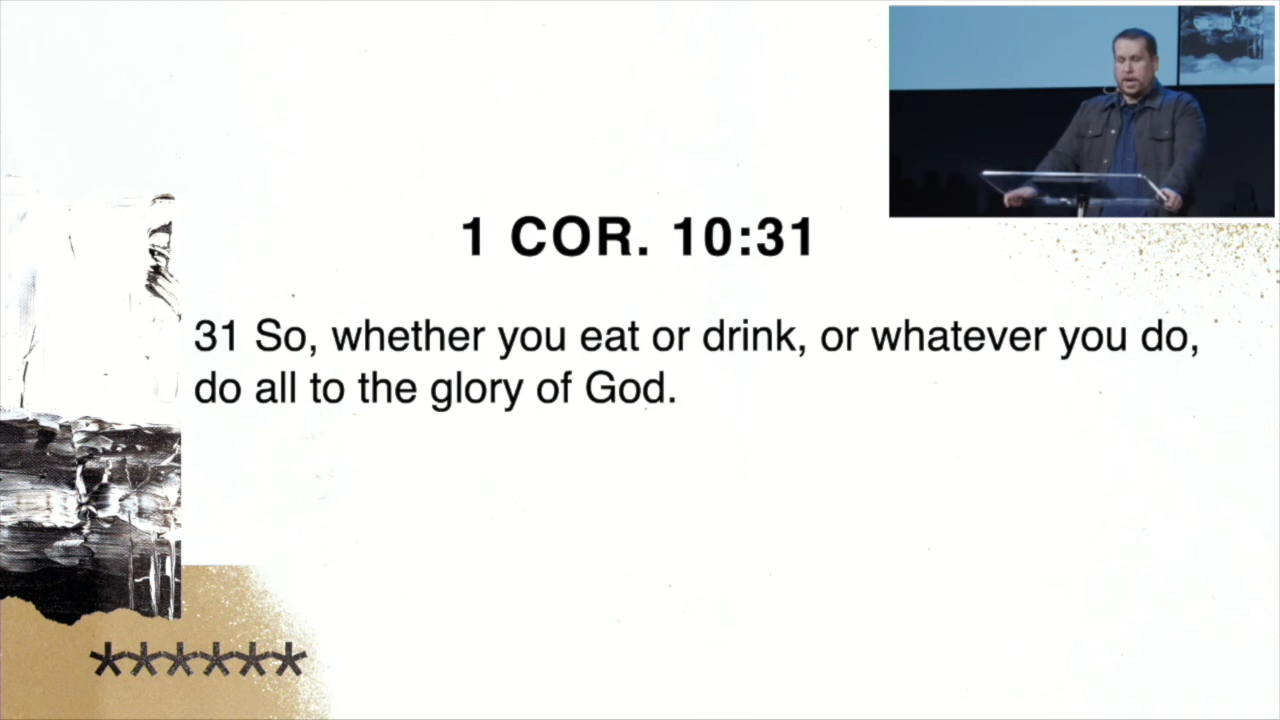 1 COR. 10:31
31 So, whether you eat or drink, or whatever you do,
do all to the glory of God.
******